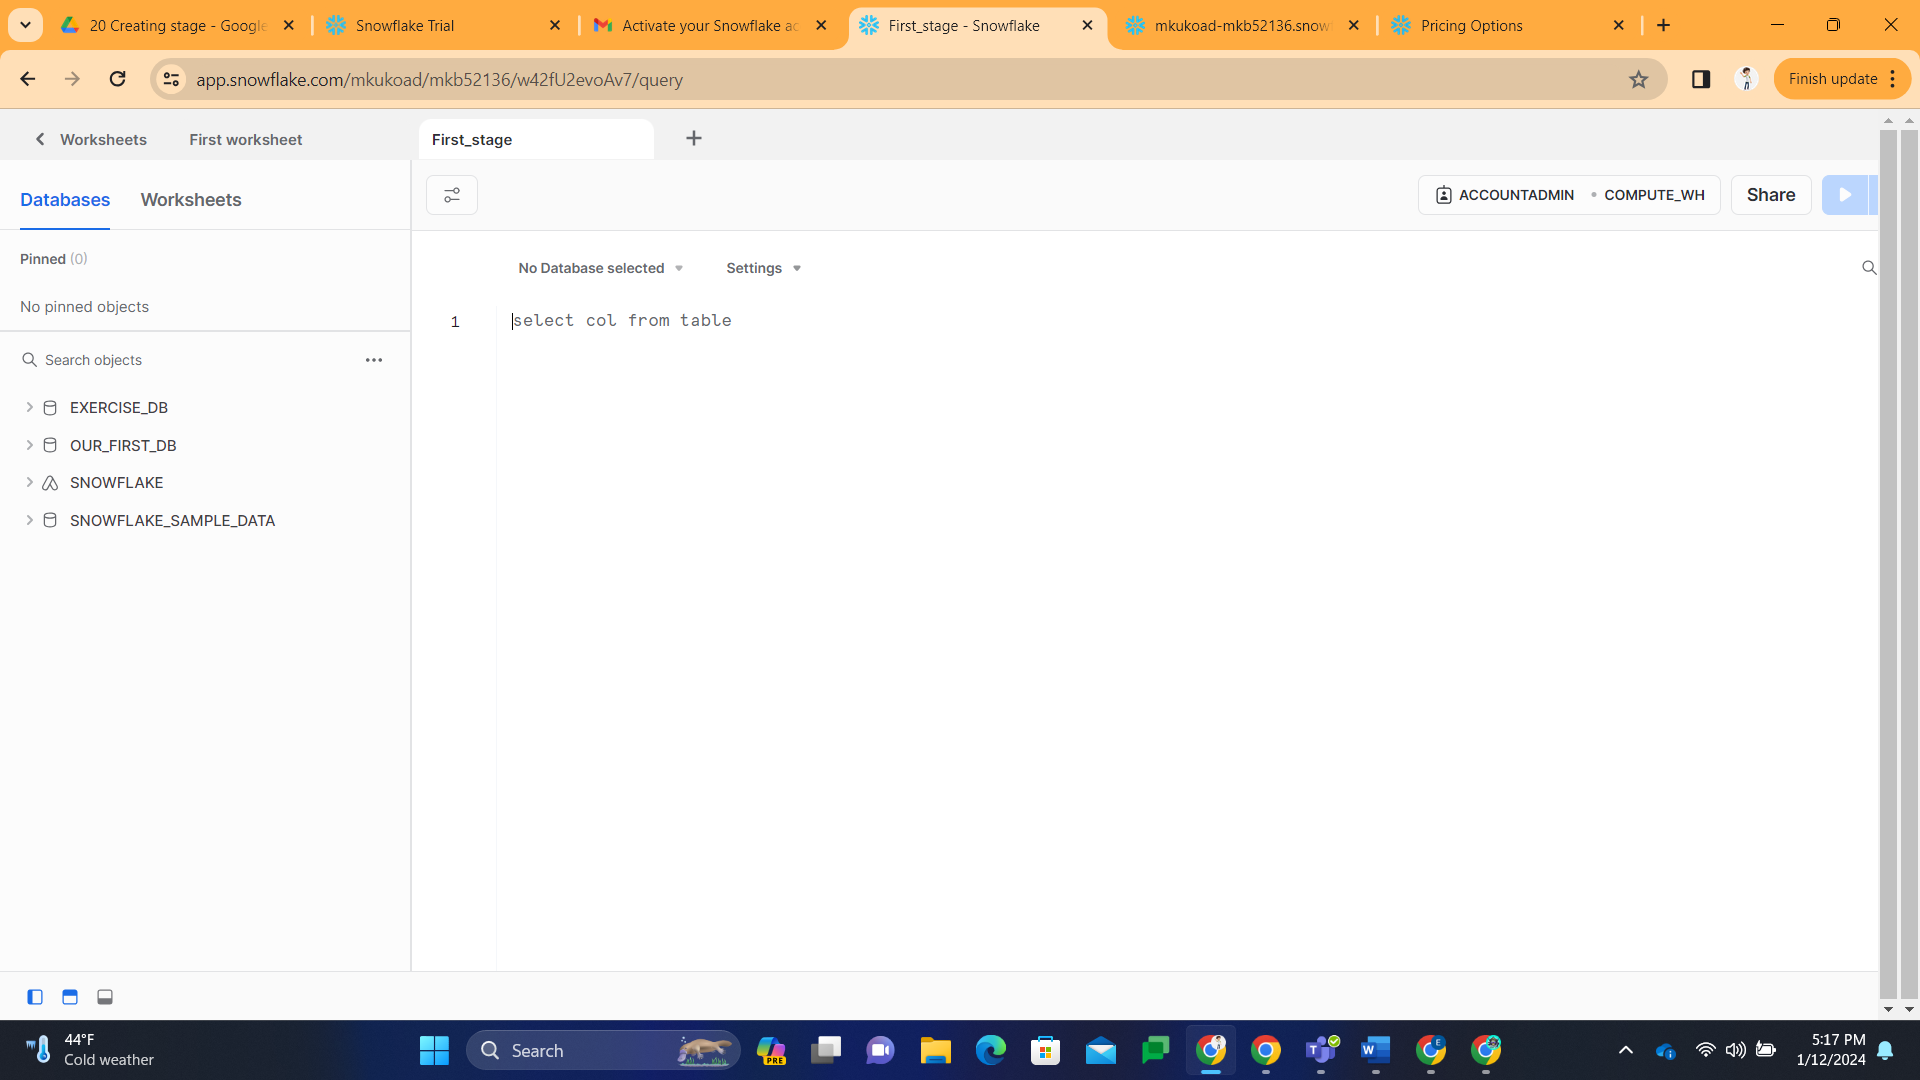 20 Creating stage - Google
Snowflake Trial
Activate your Snowflake ac
First_stage - Snowflake
mkukoad-mkb52136.snow
Pricing Options
app.snowflake.com/mkukoad/mkb52136/w42fU2evoAv7/query
Finish update
Worksheets
First worksheet
First_stage
Databases
Worksheets
ACCOUNTADMIN
COMPUTE_WH
Share
Pinned (0)
No Database selected
Settings
No pinned objects
1
select col from table
Search objects
EXERCISE_DB
OUR_FIRST_DB
SNOWFLAKE
SNOWFLAKE_SAMPLE_DATA
44°F
Cold weather
Search
PRE
T
W
E
5:17 PM
1/12/2024